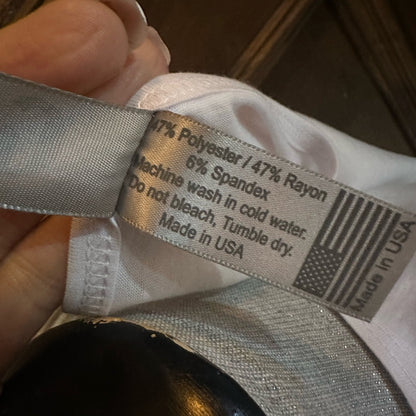 47% Polyester / 47% Rayon
6% Spandex
Machine wash in cold water.
Do not bleach, Tumble dry.
Made in USA
Made in USA